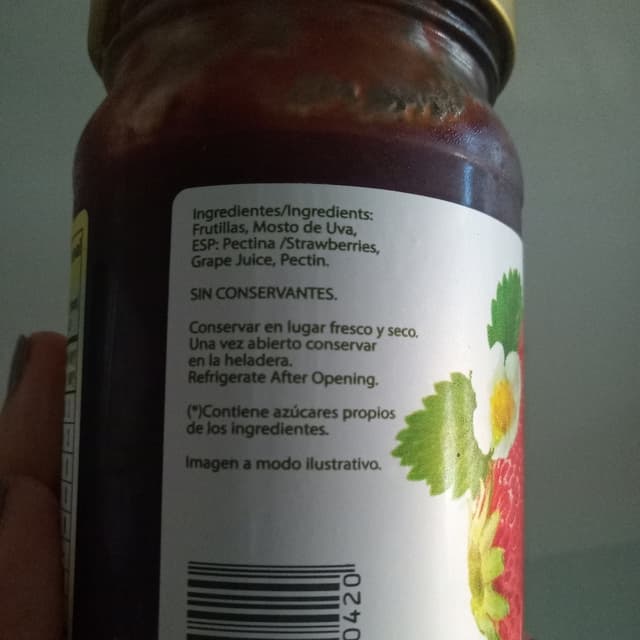 Ingredientes/Ingredients:
Frutillas, Mosto de Uva,
ESP: Pectina /Strawberries,
Grape Juice, Pectin.
SIN CONSERVANTES.
Conservar en lugar fresco y seco.
Una vez abierto conservar
en la heladera.
Refrigerate After Opening.
(*)Contiene azúcares propios
de los ingredientes.
Imagen a modo ilustrativo.
0420